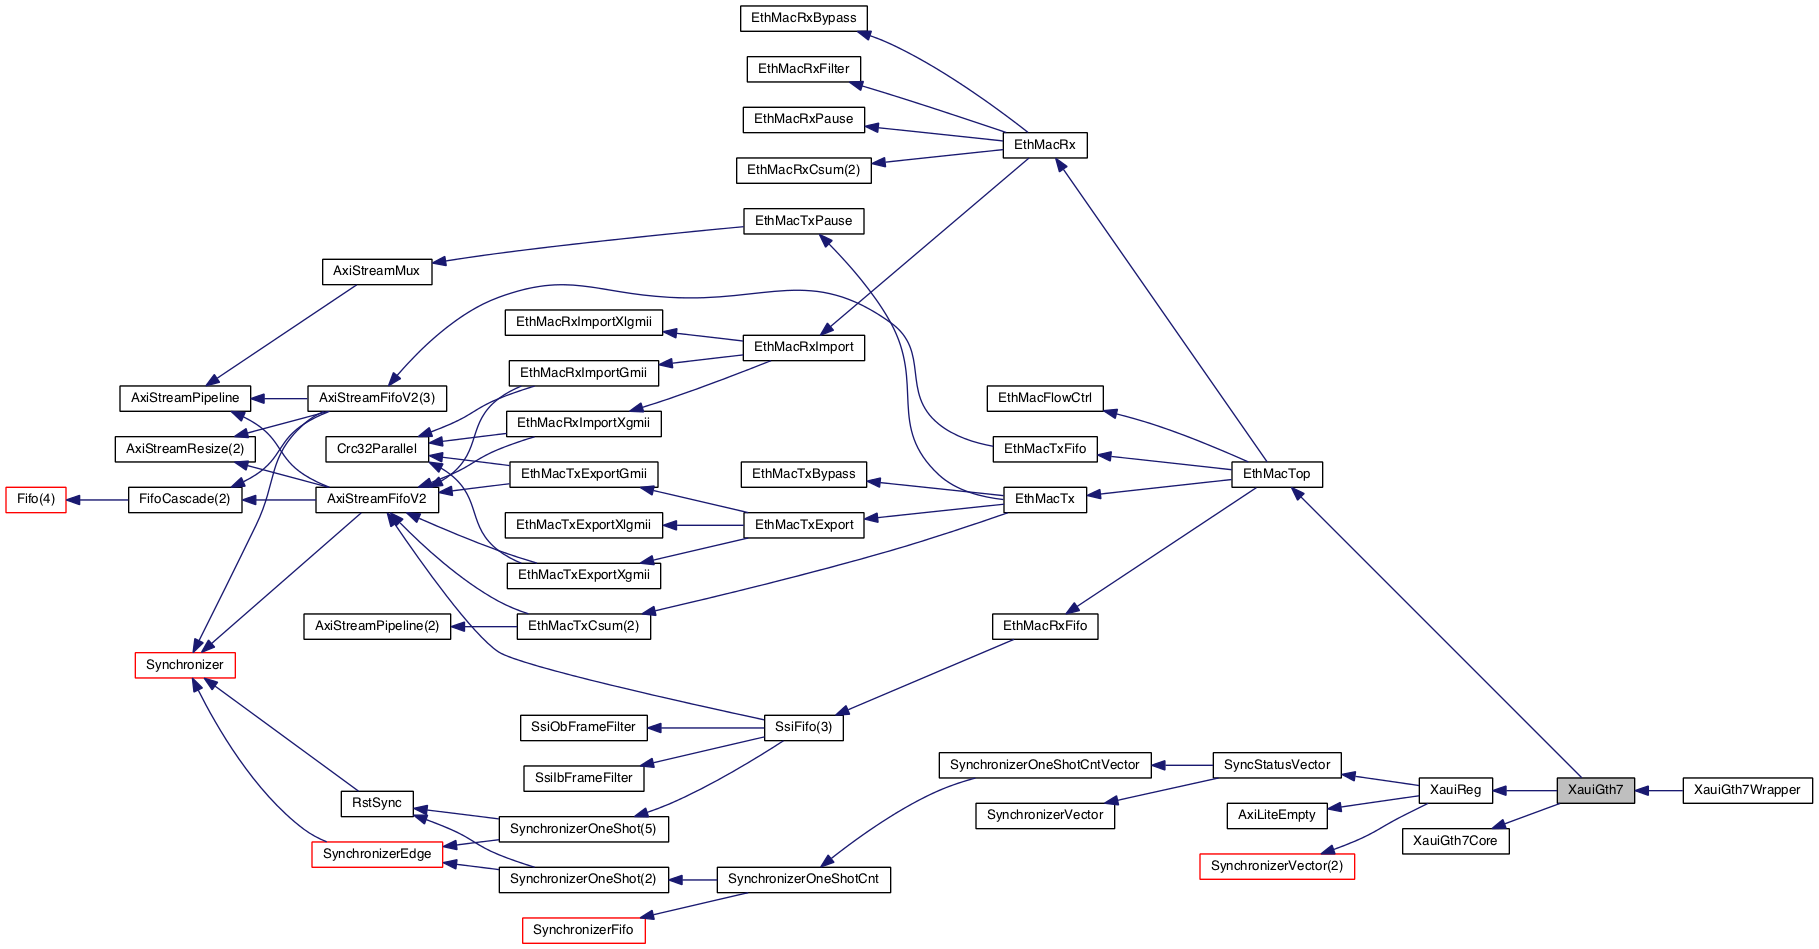 EthMacRxBypass
EthMacRxFilter
EthMacRxPause
EthMacRx
EthMacRxCsum(2)
EthMacTxPause
AxiStreamMux
EthMacRxImportXlgmii
EthMacRxImport
EthMacRxImportGmii
AxiStreamPipeline
AxiStreamFifoV2(3)
EthMacFlowCtrl
EthMacRxImportXgmii
AxiStreamResize(2)
Crc32Parallel
EthMacTxFifo
EthMacTxExportGmii
EthMacTxBypass
EthMacTop
Fifo(4)
FifoCascade(2)
AxiStreamFifoV2
EthMacTx
EthMacTxExportXlgmii
EthMacTxExport
EthMacTxExportXgmii
AxiStreamPipeline(2)
EthMacTxCsum(2)
EthMacRxFifo
Synchronizer
SsiObFrameFilter
SsiFifo(3)
SsiIbFrameFilter
SynchronizerOneShotCntVector
SyncStatusVector
RstSync
XauiReg
XauiGth7
XauiGth7Wrapper
SynchronizerVector
AxiLiteEmpty
SynchronizerOneShot(5)
XauiGth7Core
SynchronizerEdge
SynchronizerVector(2)
SynchronizerOneShot(2)
SynchronizerOneShotCnt
SynchronizerFifo